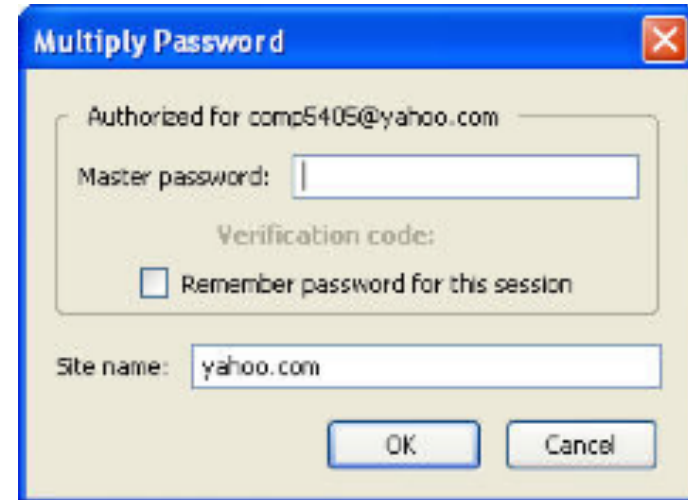 Multiply Password
Authorized for comp5405@yahoo.com
Master password:
Verification code:
Remember password for this session
Site name: yahoo.com
OK Cancel